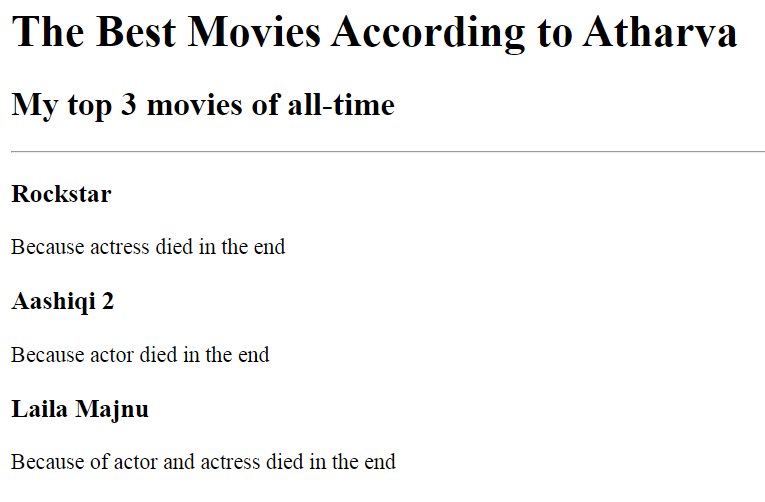 The Best Movies According to Atharva
My top 3 movies of all-time
Rockstar
Because actress died in the end
Aashiqi 2
Because actor died in the end
Laila Majnu
Because of actor and actress died in the end